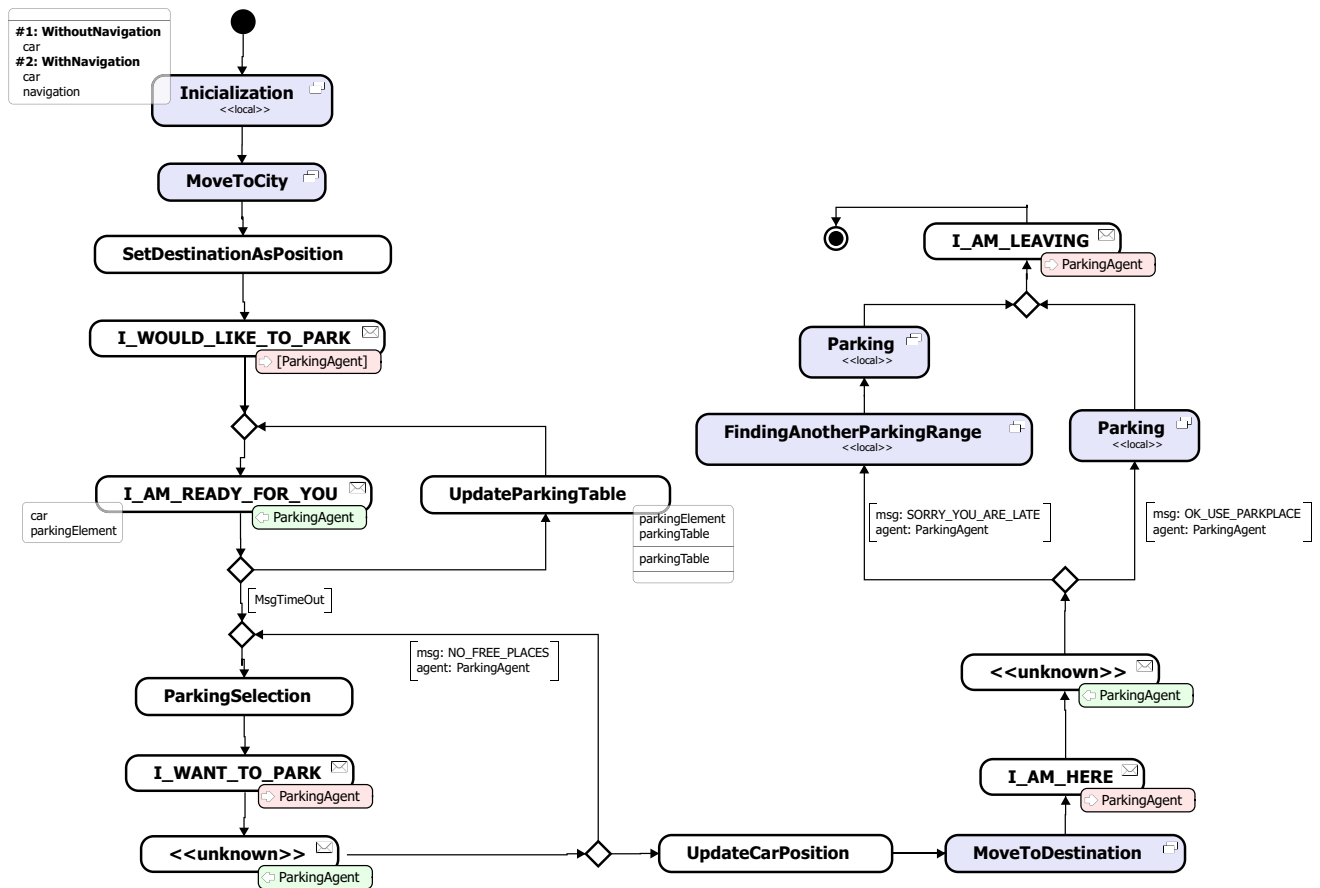 #1: WithoutNavigation
car
#2: WithNavigation
car
navigation
Inicialization
<<local>>
MoveToCity
SetDestinationAsPosition
I_WOULD_LIKE_TO_PARK
[ParkingAgent]
I_AM_READY_FOR_YOU
ParkingAgent
car
parkingElement
UpdateParkingTable
parkingElement
parkingTable
parkingTable
MsgTimeOut
msg: NO_FREE_PLACES
agent: ParkingAgent
ParkingSelection
I_WANT_TO_PARK
ParkingAgent
<<unknown>>
ParkingAgent
UpdateCarPosition
MoveToDestination
I_AM_HERE
ParkingAgent
<<unknown>>
ParkingAgent
msg: SORRY_YOU_ARE_LATE
agent: ParkingAgent
msg: OK_USE_PARKPLACE
agent: ParkingAgent
FindingAnotherParkingRange
<<local>>
Parking
<<local>>
Parking
<<local>>
I_AM_LEAVING
ParkingAgent